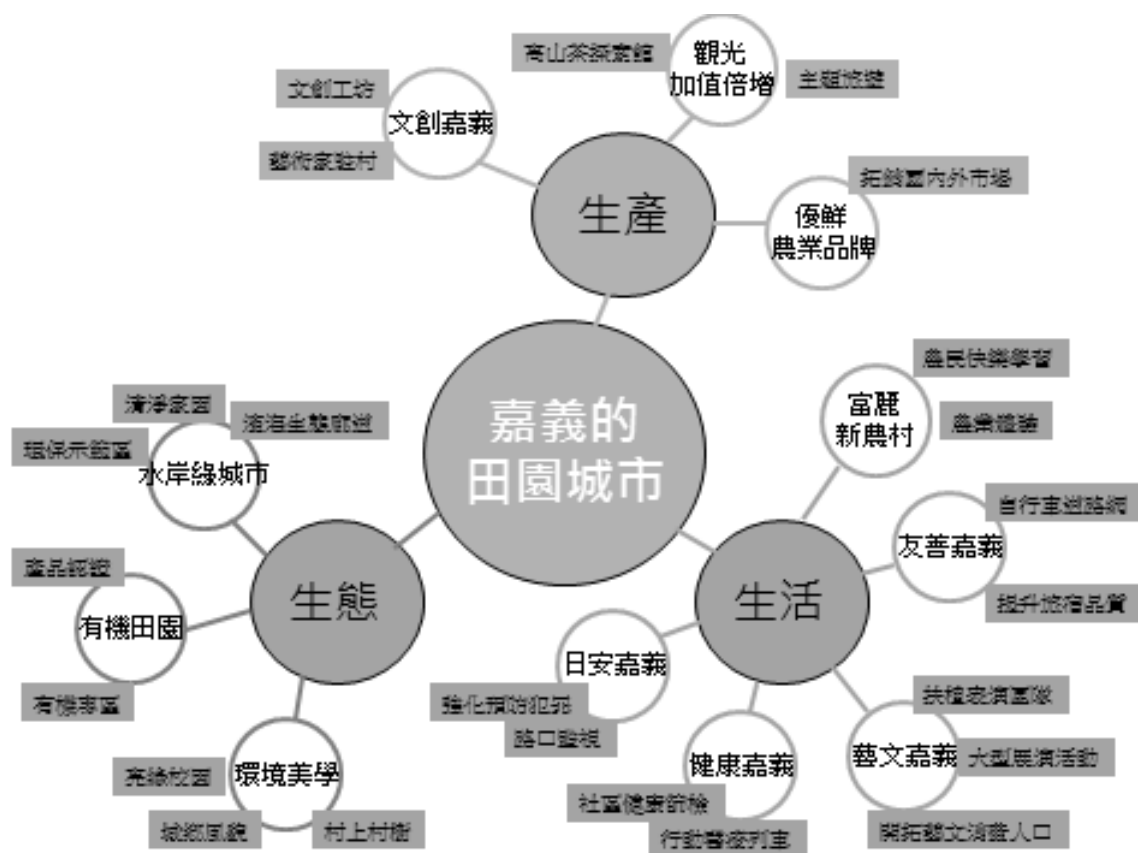 高山茶探索館
觀光
加值倍增
主題旅遊
文創工坊
文創嘉義
藝術家駐村
生產
拓銷國內外市場
優鮮
農業品牌
嘉義的
田園城市
清淨家園
濱海生態廊道
環保示範區
水岸綠城市
產品認證
有機田園
有機專區
生態
亮綠校園
環境美學
城鄉風貌
村上村樹
農民快樂學習
富麗
新農村
農業體驗
自行車道路網
友善嘉義
提升旅宿品質
生活
日安嘉義
強化預防犯罪
路口監視
健康嘉義
社區健康篩檢
行動醫療列車
扶植表演團隊
藝文嘉義
大型展演活動
開拓藝文消費人口